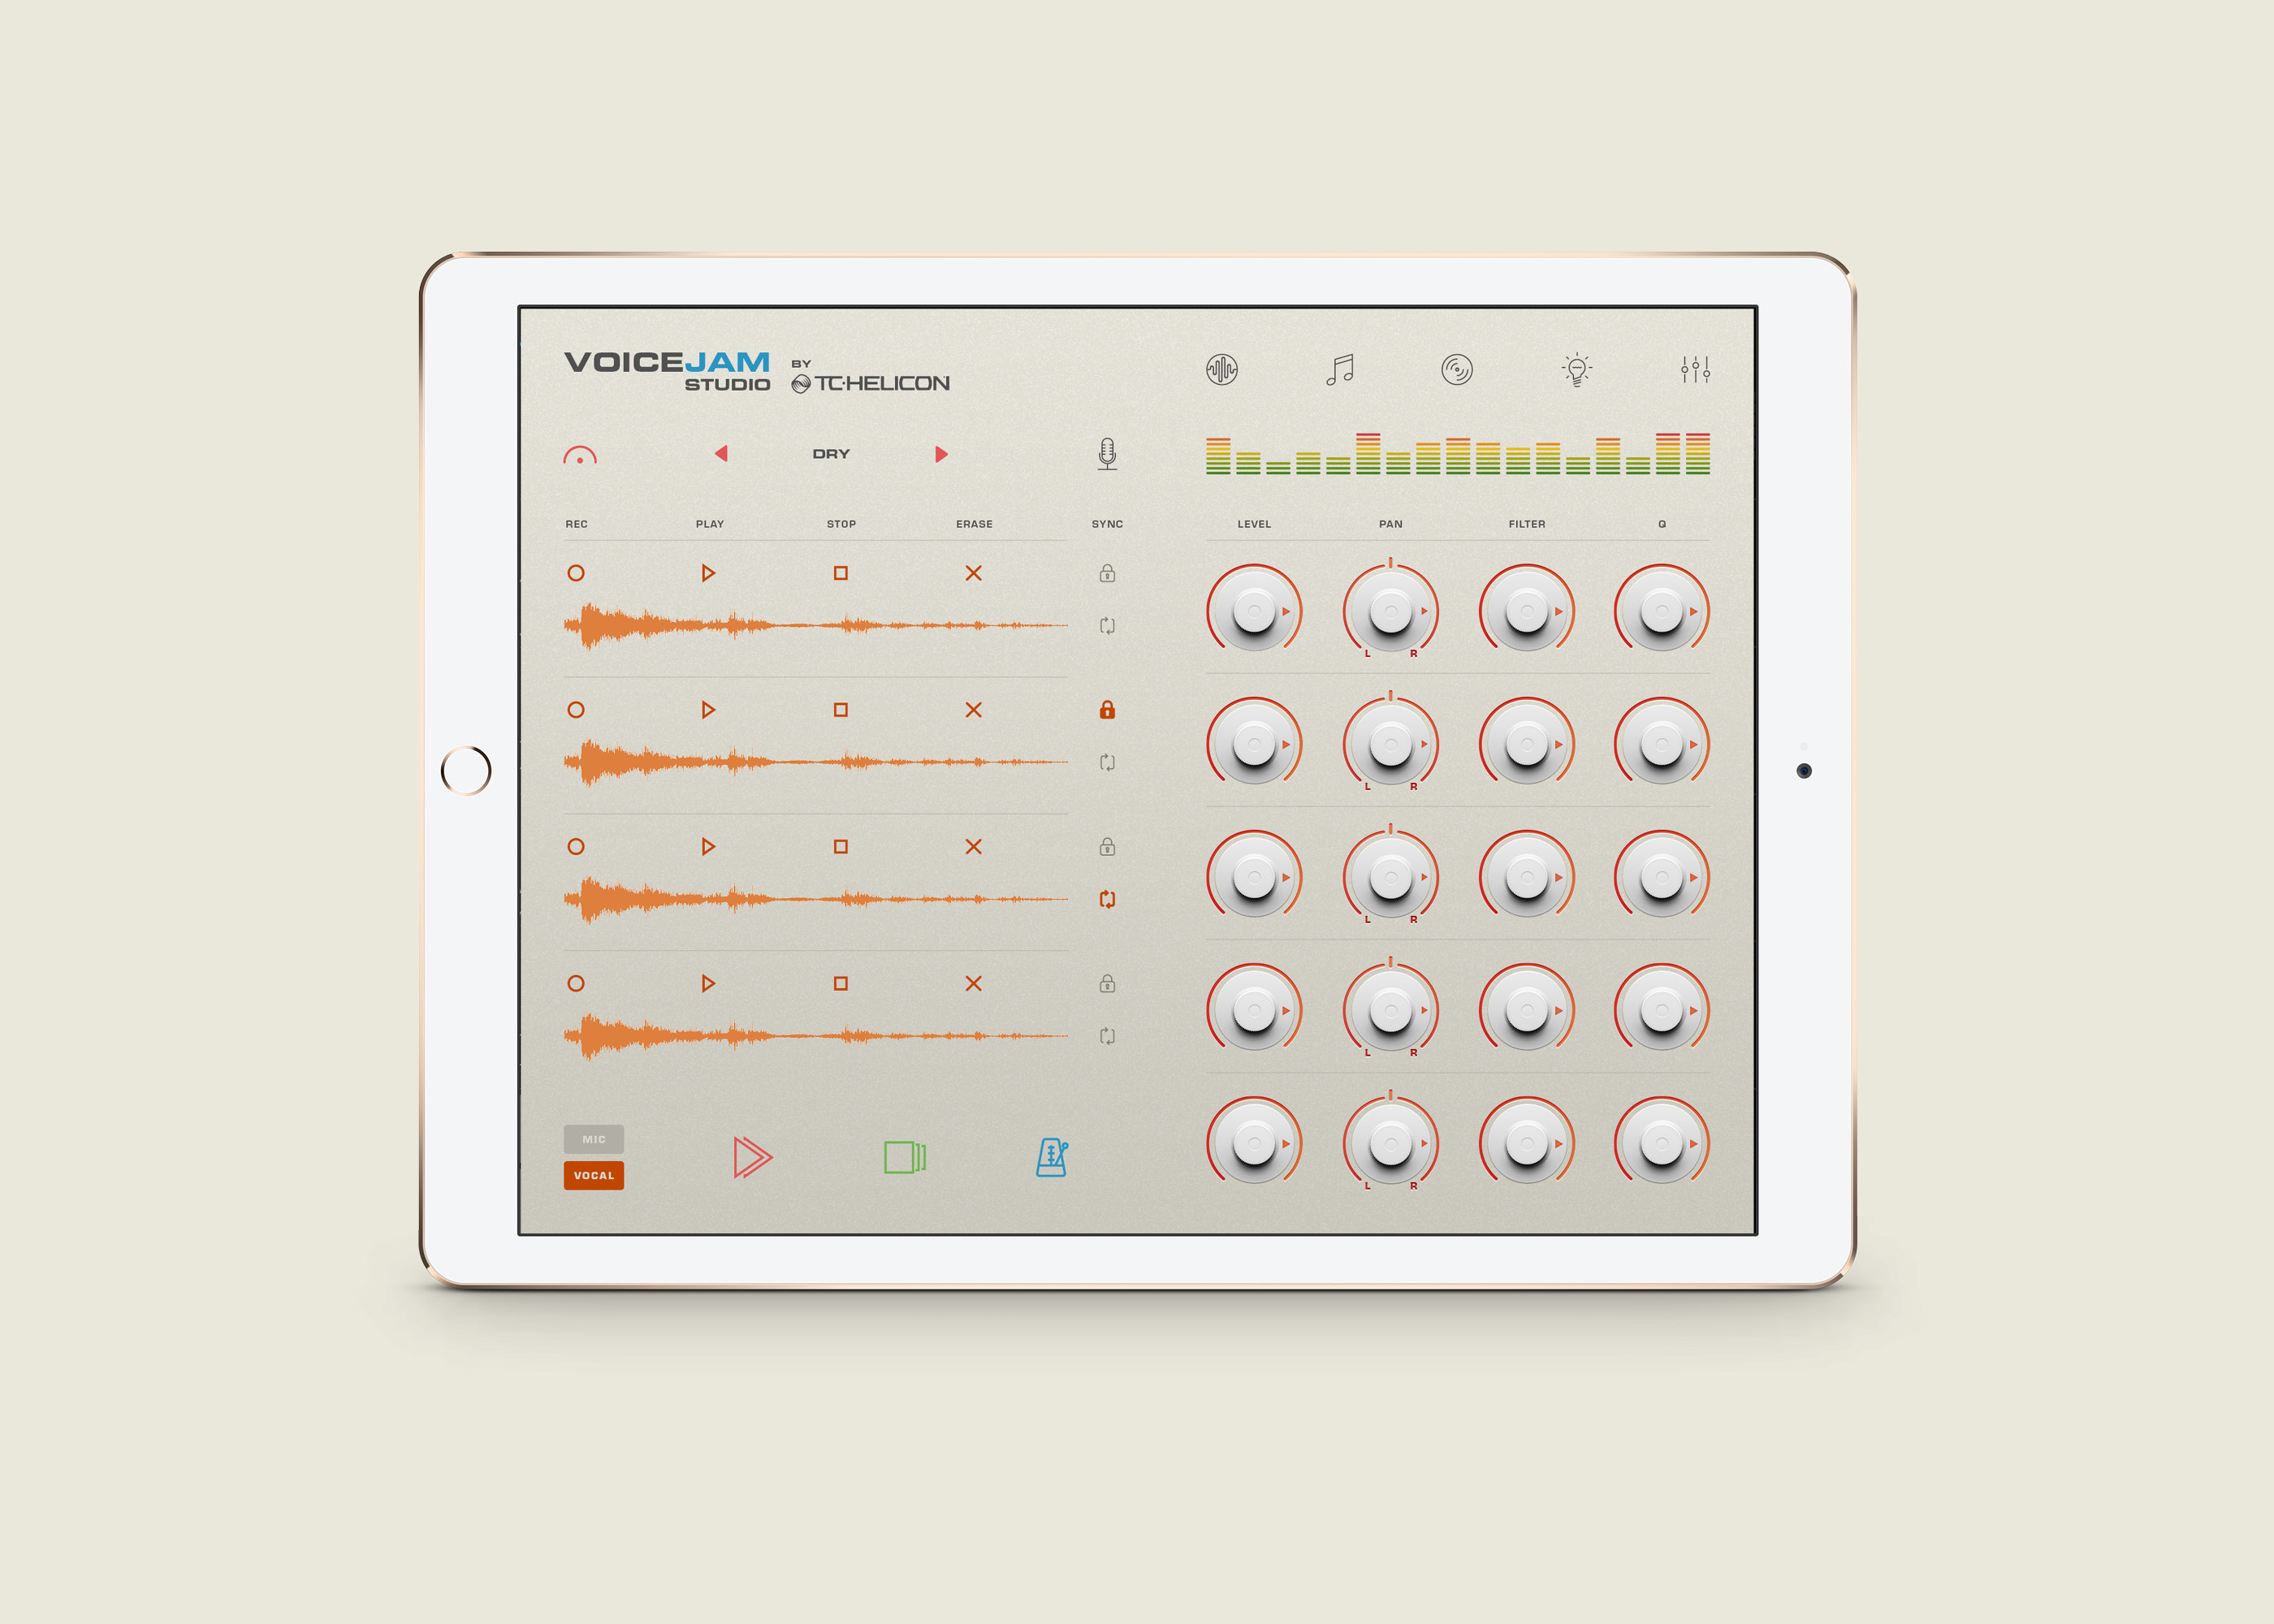 VOICEJAM
STUDIO
BY
TC·HELICON
DRY
REC PLAY STOP ERASE SYNC LEVEL PAN FILTER Q
L R
L R
L R
L R
L R
MIC
VOCAL